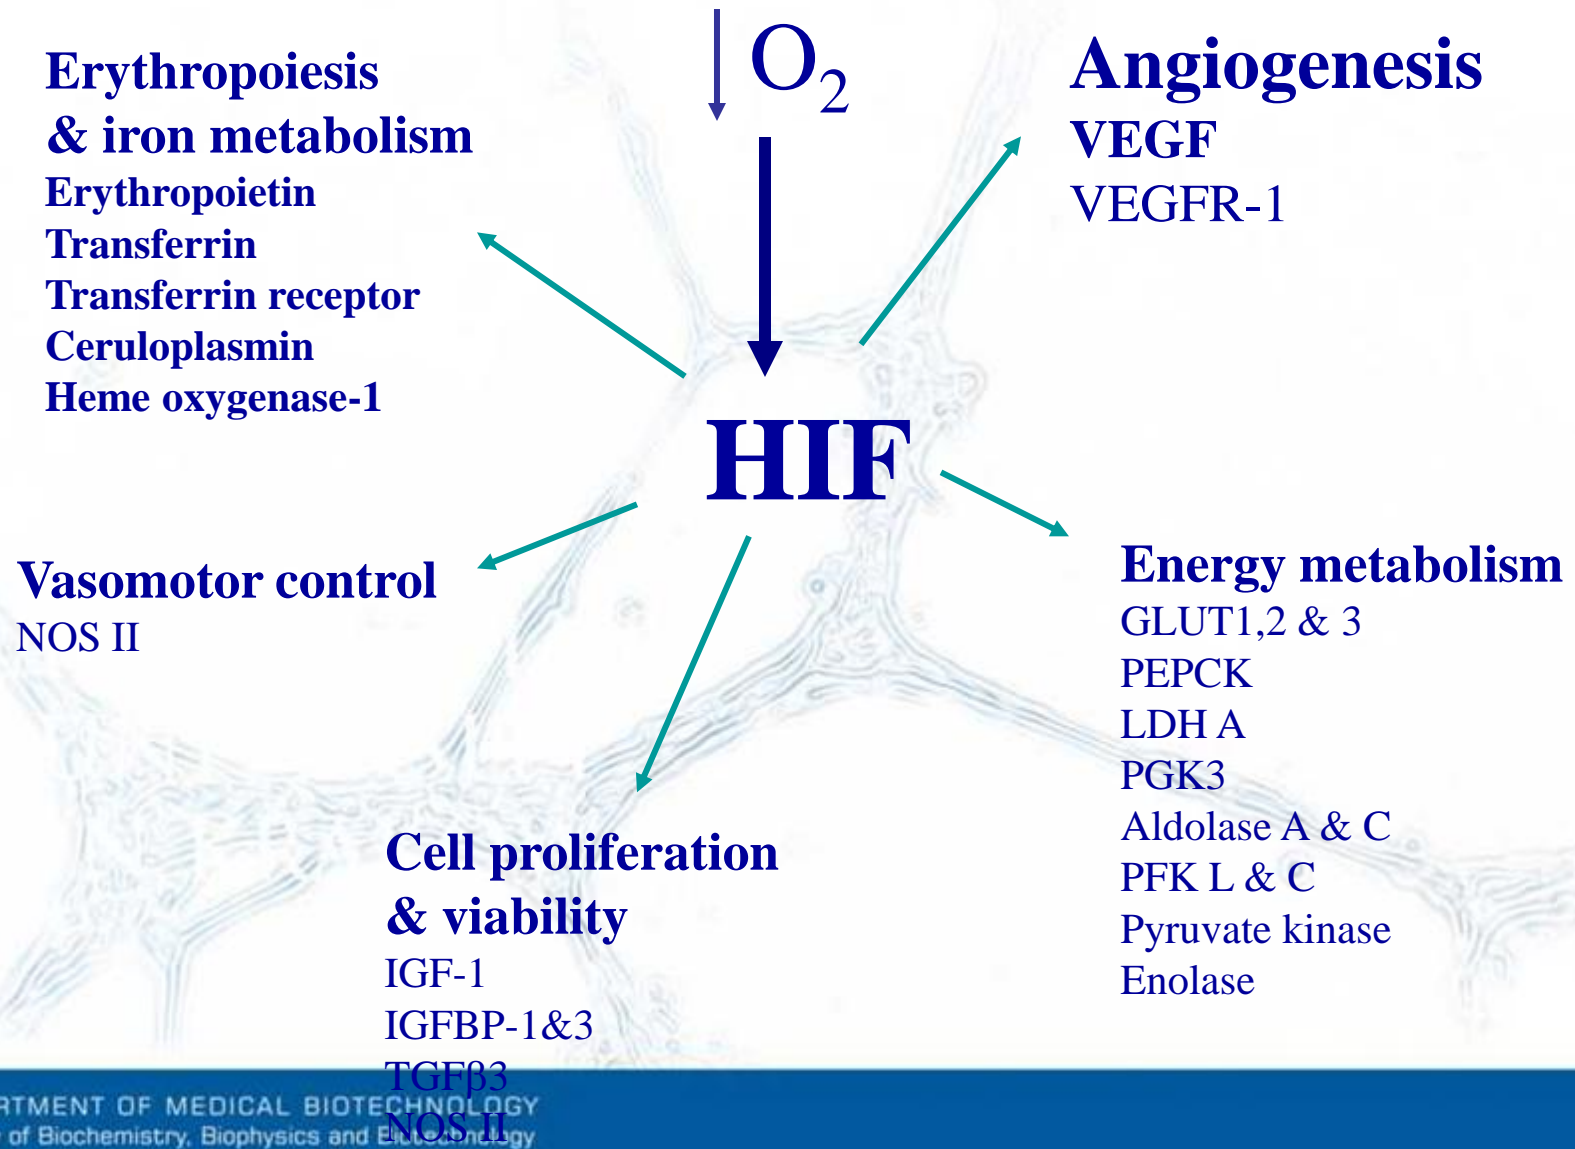 O₂
Erythropoiesis
& iron metabolism
Erythropoietin
Transferrin
Transferrin receptor
Ceruloplasmin
Heme oxygenase-1
Angiogenesis
VEGF
VEGFR-1
HIF
Vasomotor control
NOS II
Energy metabolism
GLUT1,2 & 3
PEPCK
LDH A
PGK3
Aldolase A & C
PFK L & C
Pyruvate kinase
Enolase
Cell proliferation
& viability
IGF-1
IGFBP-1&3
TGFβ3
NOS II
RTMENT OF MEDICAL BIOTECHNOLOGY
of Biochemistry, Biophysics and Biotechnology